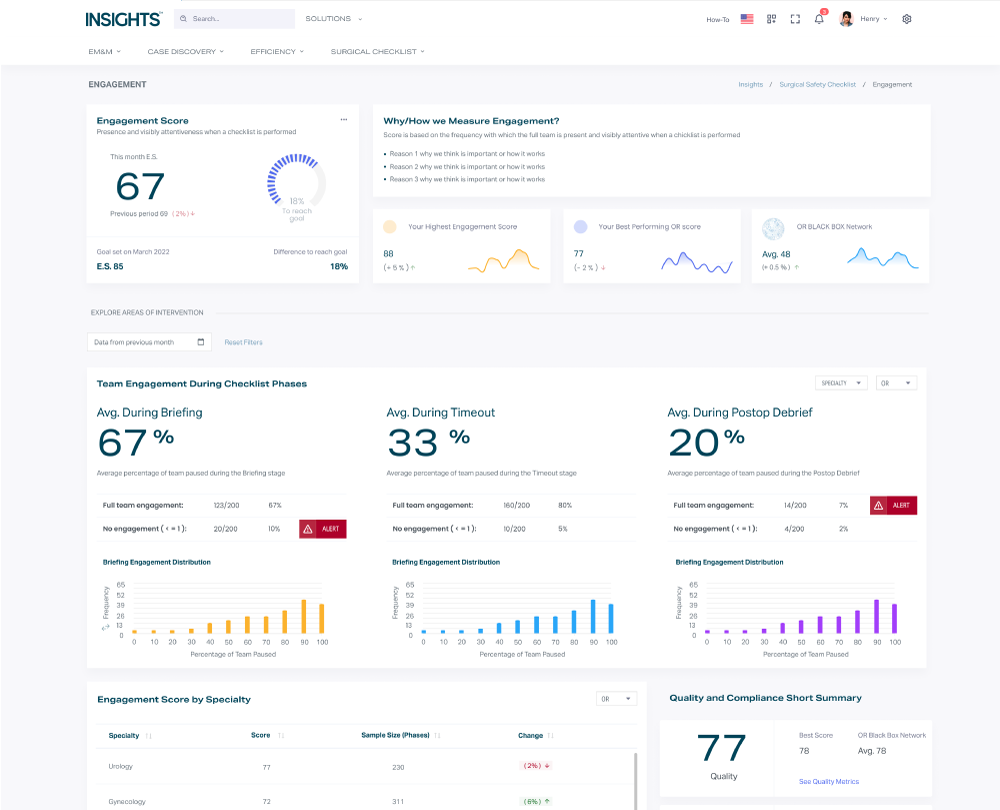 INSIGHTS™
Search...
SOLUTIONS
How-To
3
Henry
EM&M
CASE DISCOVERY
EFFICIENCY
SURGICAL CHECKLIST
ENGAGEMENT
Insights / Surgical Safety Checklist / Engagement
Engagement Score
...
Presence and visibly attentiveness when a checklist is performed
This month E.S.
67
Previous period 69 (2%)↓
18%
To reach
goal
Goal set on March 2022
Difference to reach goal
E.S. 85
18%
Why/How we Measure Engagement?
Score is based on the frequency with which the full team is present and visibly attentive when a chicklist is performed
• Reason 1 why we think is important or how it works
• Reason 2 why we think is important or how it works
• Reason 3 why we think is important or how it works
Your Highest Engagement Score
88
(+ 5 %)↑
Your Best Performing OR score
77
(- 2 %) ↓
OR BLACK BOX Network
Avg. 48
(+ 0.5 %) ↑
EXPLORE AREAS OF INTERVENTION
Data from previous month
Reset Filters
Team Engagement During Checklist Phases
SPECIALTY
OR
Avg. During Briefing
67 %
Average percentage of team paused during the Briefing stage
Full team engagement: 123/200 67%
No engagement ( < = 1 ): 20/200 10%
ALERT
Briefing Engagement Distribution
Frequency
65
52
39
26
13
0
0 10 20 30 40 50 60 70 80 90 100
Percentage of Team Paused
Avg. During Timeout
33 %
Average percentage of team paused during the Timeout stage
Full team engagement: 160/200 80%
No engagement ( < = 1 ): 10/200 5%
Briefing Engagement Distribution
Frequency
65
52
39
26
13
0
0 10 20 30 40 50 60 70 80 90 100
Percentage of Team Paused
Avg. During Postop Debrief
20 %
Average percentage of team paused during the Postop Debrief
Full team engagement: 14/200 7%
ALERT
No engagement ( < = 1 ): 4/200 2%
Briefing Engagement Distribution
Frequency
65
52
39
26
13
0
0 10 20 30 40 50 60 70 80 90 100
Percentage of Team Paused
Engagement Score by Specialty
OR
Specialty ↑↓ Score ↑↓ Sample Size (Phases) ↑↓ Change ↑↓
Urology 77 230 (2%) ↓
Gynecology 72 311 (6%) ↑
Quality and Compliance Short Summary
77
Quality
Best Score
78
OR Black Box Network
Avg. 78
See Quality Metrics